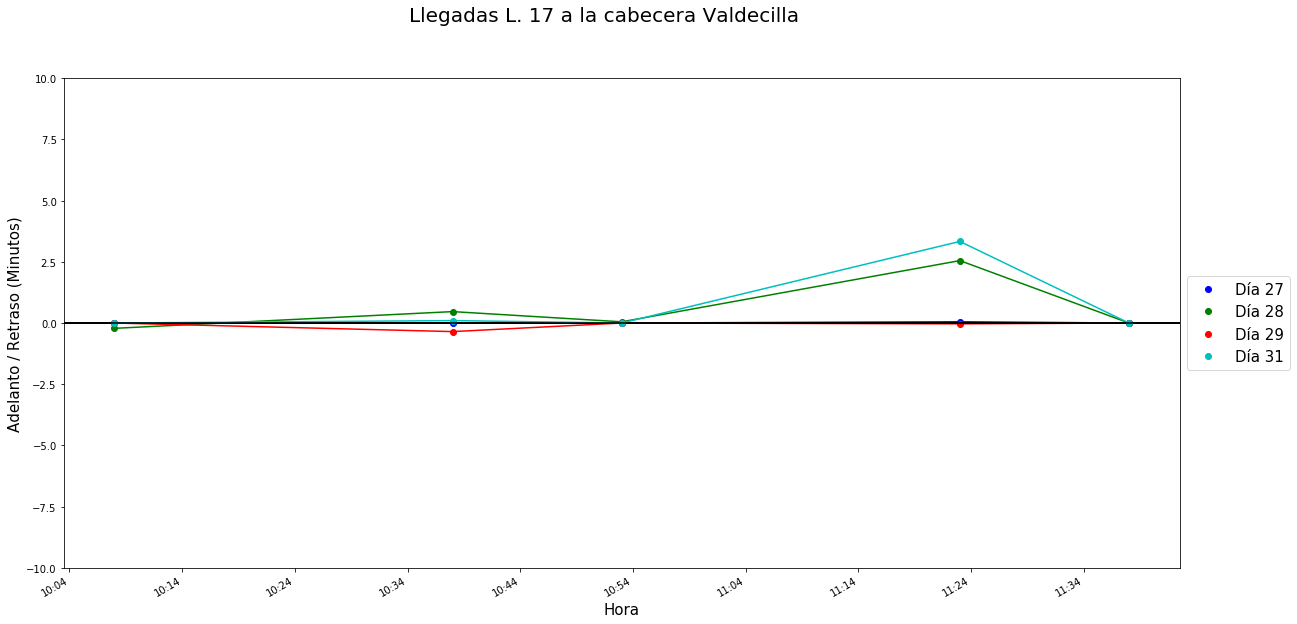 Llegadas L. 17 a la cabecera Valdecilla
Adelanto / Retraso (Minutos)
10.0
7.5
5.0
2.5
0.0
−2.5
−5.0
−7.5
−10.0
10:04
10:14
10:24
10:34
10:44
10:54
11:04
11:14
11:24
11:34
Hora
Día 27
Día 28
Día 29
Día 31